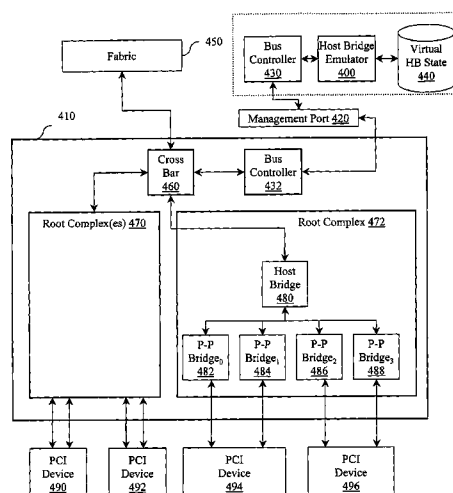 450
Fabric
Bus
Controller
430
Host Bridge
Emulator
400
Virtual
HB State
440
Management Port 420
410
Cross
Bar
460
Bus
Controller
432
Root Complex(es) 470
Root Complex 472
Host
Bridge
480
P-P
Bridge0
482
P-P
Bridge1
484
P-P
Bridge2
486
P-P
Bridge3
488
PCI
Device
490
PCI
Device
492
PCI
Device
494
PCI
Device
496